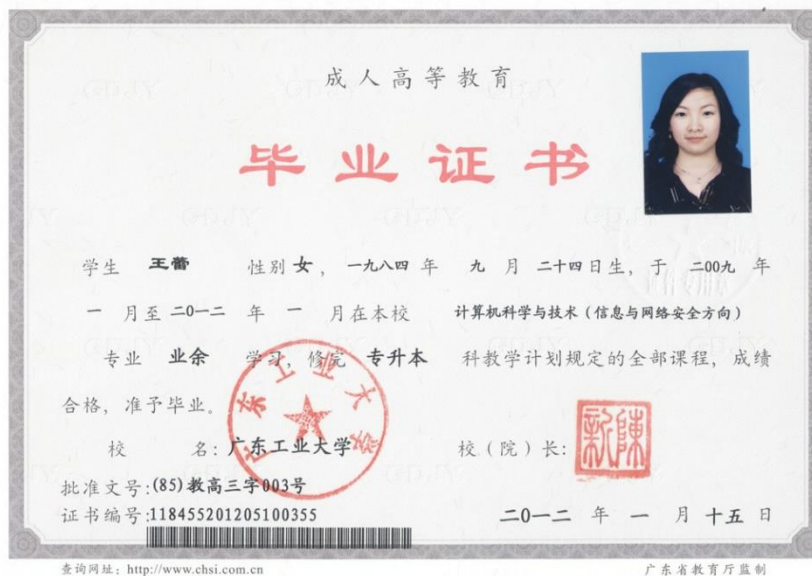 成人高等教育
毕业证书
学生 王蕾 性别 女，一九八四 年 九 月 二十四 日生，于 二00九 年
一 月至 二0一二 年 一 月在本校 计算机科学与技术（信息与网络安全方向）
专业 业余 学习，修完 专升本 科教学计划规定的全部课程，成绩
合格，准予毕业。
广东工业大学
校 名：广东工业大学 校（院）长：
批准文号：(85)教高三字003号
证书编号：118455201205100355 二0一二 年 一 月 十五 日
查询网址：http://www.chsi.com.cn 广东省教育厅监制